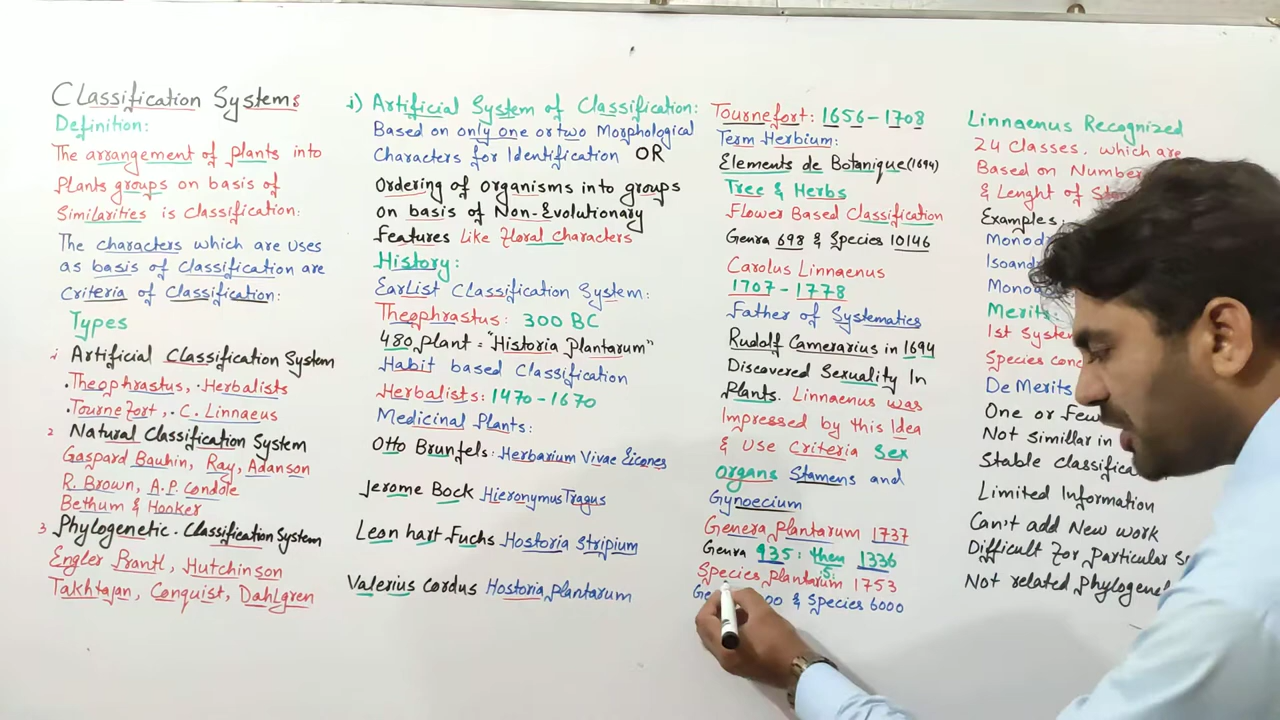 Classification Systems
Definition:
The arrangement of plants into
Plants groups on basis of
Similarities is classification:
The characters which are uses
as basis of classification are
Criteria of Classification:
Types
i Artificial Classification System
.Theophrastus, .Herbalists
.Tournefort, . C. Linnaeus
2 Natural Classification System
Gaspard Bauhin, Ray, Adanson
R. Brown, A.P. Condole
Bethum & Hooker
3 Phylogenetic Classification System
Engler Prantl, Hutchinson
Takhtajan, Conquist, Dahlgren
i) Artificial System of Classification:
Based on only one or two Morphological
Characters for Identification OR
Ordering of organisms into groups
on basis of Non-Evolutionary
features Like floral characters
History:
EarList Classification System:
Theophrastus: 300 BC
480 plant = "Historia plantarum"
Habit based Classification
Herbalists: 1470-1670
Medicinal Plants:
Otto Brunfels: Herbarium Vivae Eicones
Jerome Bock Hieronymus Tragus
Leon hart Fuchs Hostoria Stripium
Valerius Cordus Hostoria plantarum
Tournefort: 1656-1708
Term Herbium:
Elements de Botanique (1694)
Tree & Herbs
Flower Based Classification
Genra 698 & Species 10146
Carolus Linnaenus
1707-1778
Father of Systematics
Rudolf Camerarius in 1694
Discovered Sexuality In
Plants. Linnaenus was
Impressed by this Idea
& Use Criteria Sex
organs Stamens and
Gynoecium
Genera plantarum 1737
Genra 935: then 1336
Species plantarum 1753
& Species 6000
Linnaenus Recognized
24 Classes. which are
Based on Number
& Lenght of
Examples:
Merits:
1st
Species
DeMerits
One or Few
Not simillar in
Stable
Limited Information
Can't add New work
Difficult for Particular
Not related